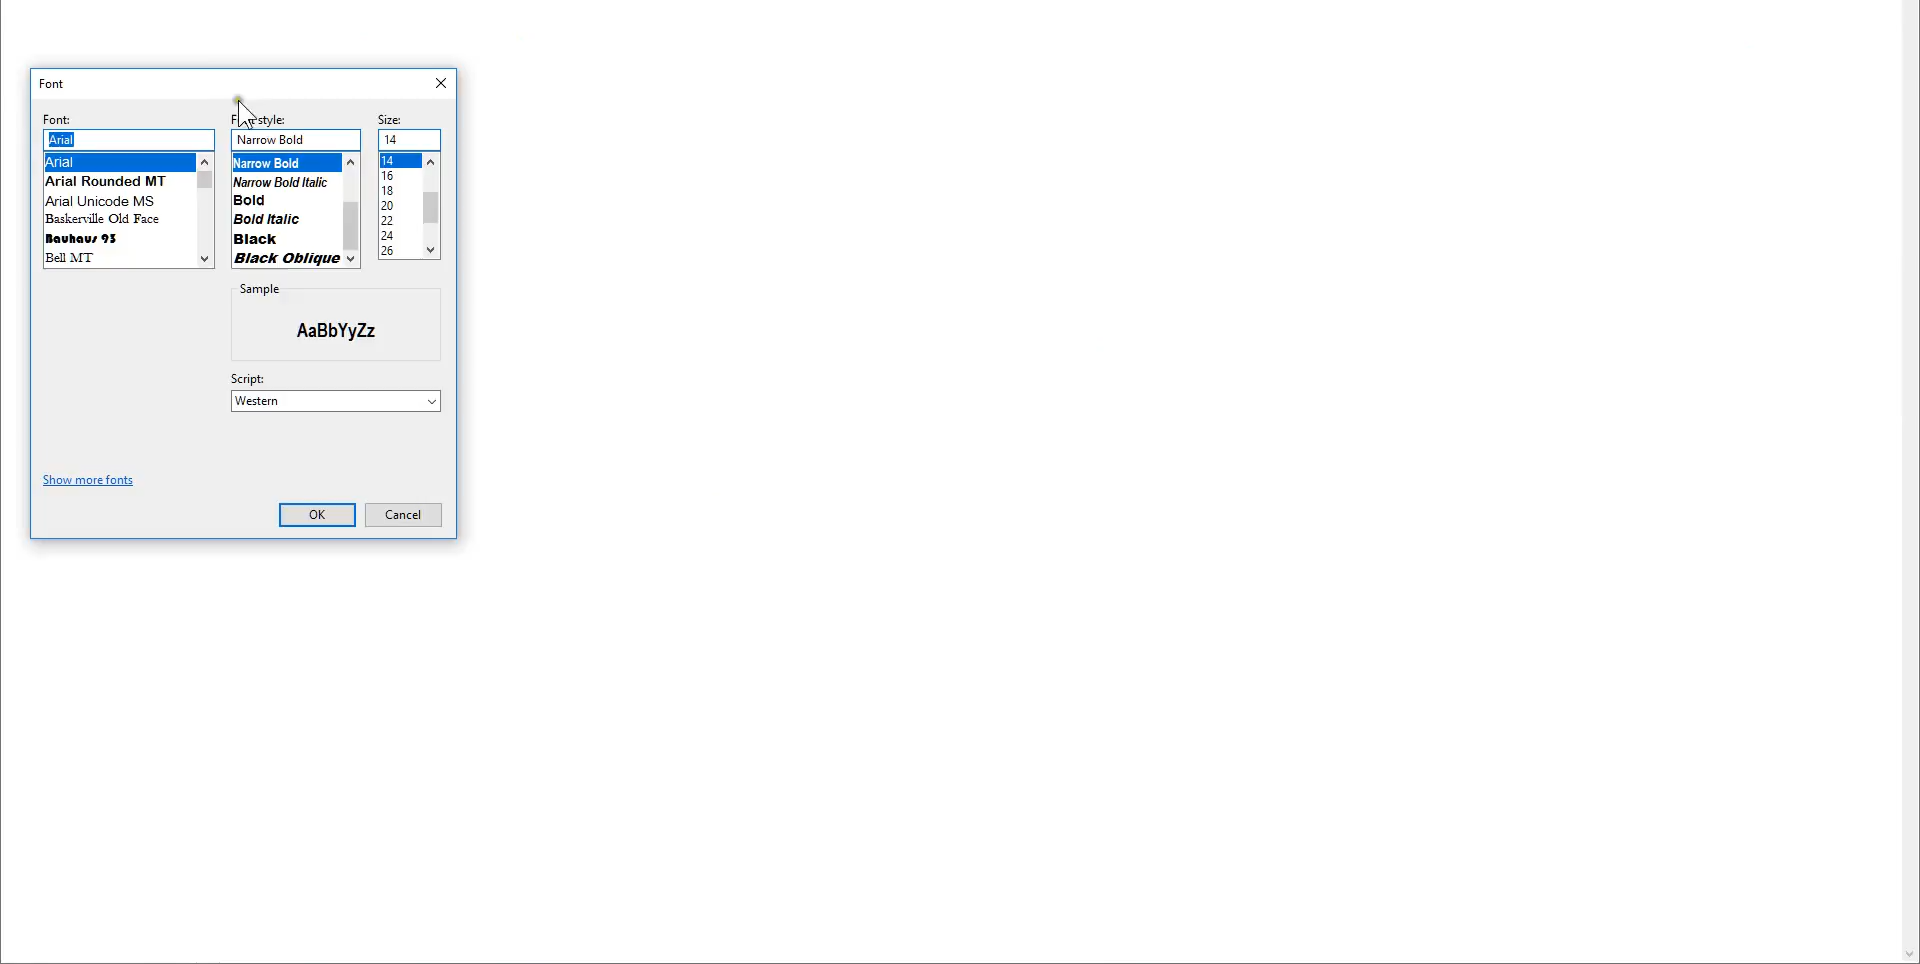 Font
Font: F style: Size:
Arial Narrow Bold 14
Arial
Arial Rounded MT
Arial Unicode MS
Baskerville Old Face
Bauhaus 93
Bell MT
Narrow Bold
Narrow Bold Italic
Bold
Bold Italic
Black
Black Oblique
14
16
18
20
22
24
26
Sample
AaBbYyZz
Script:
Western
Show more fonts
OK Cancel